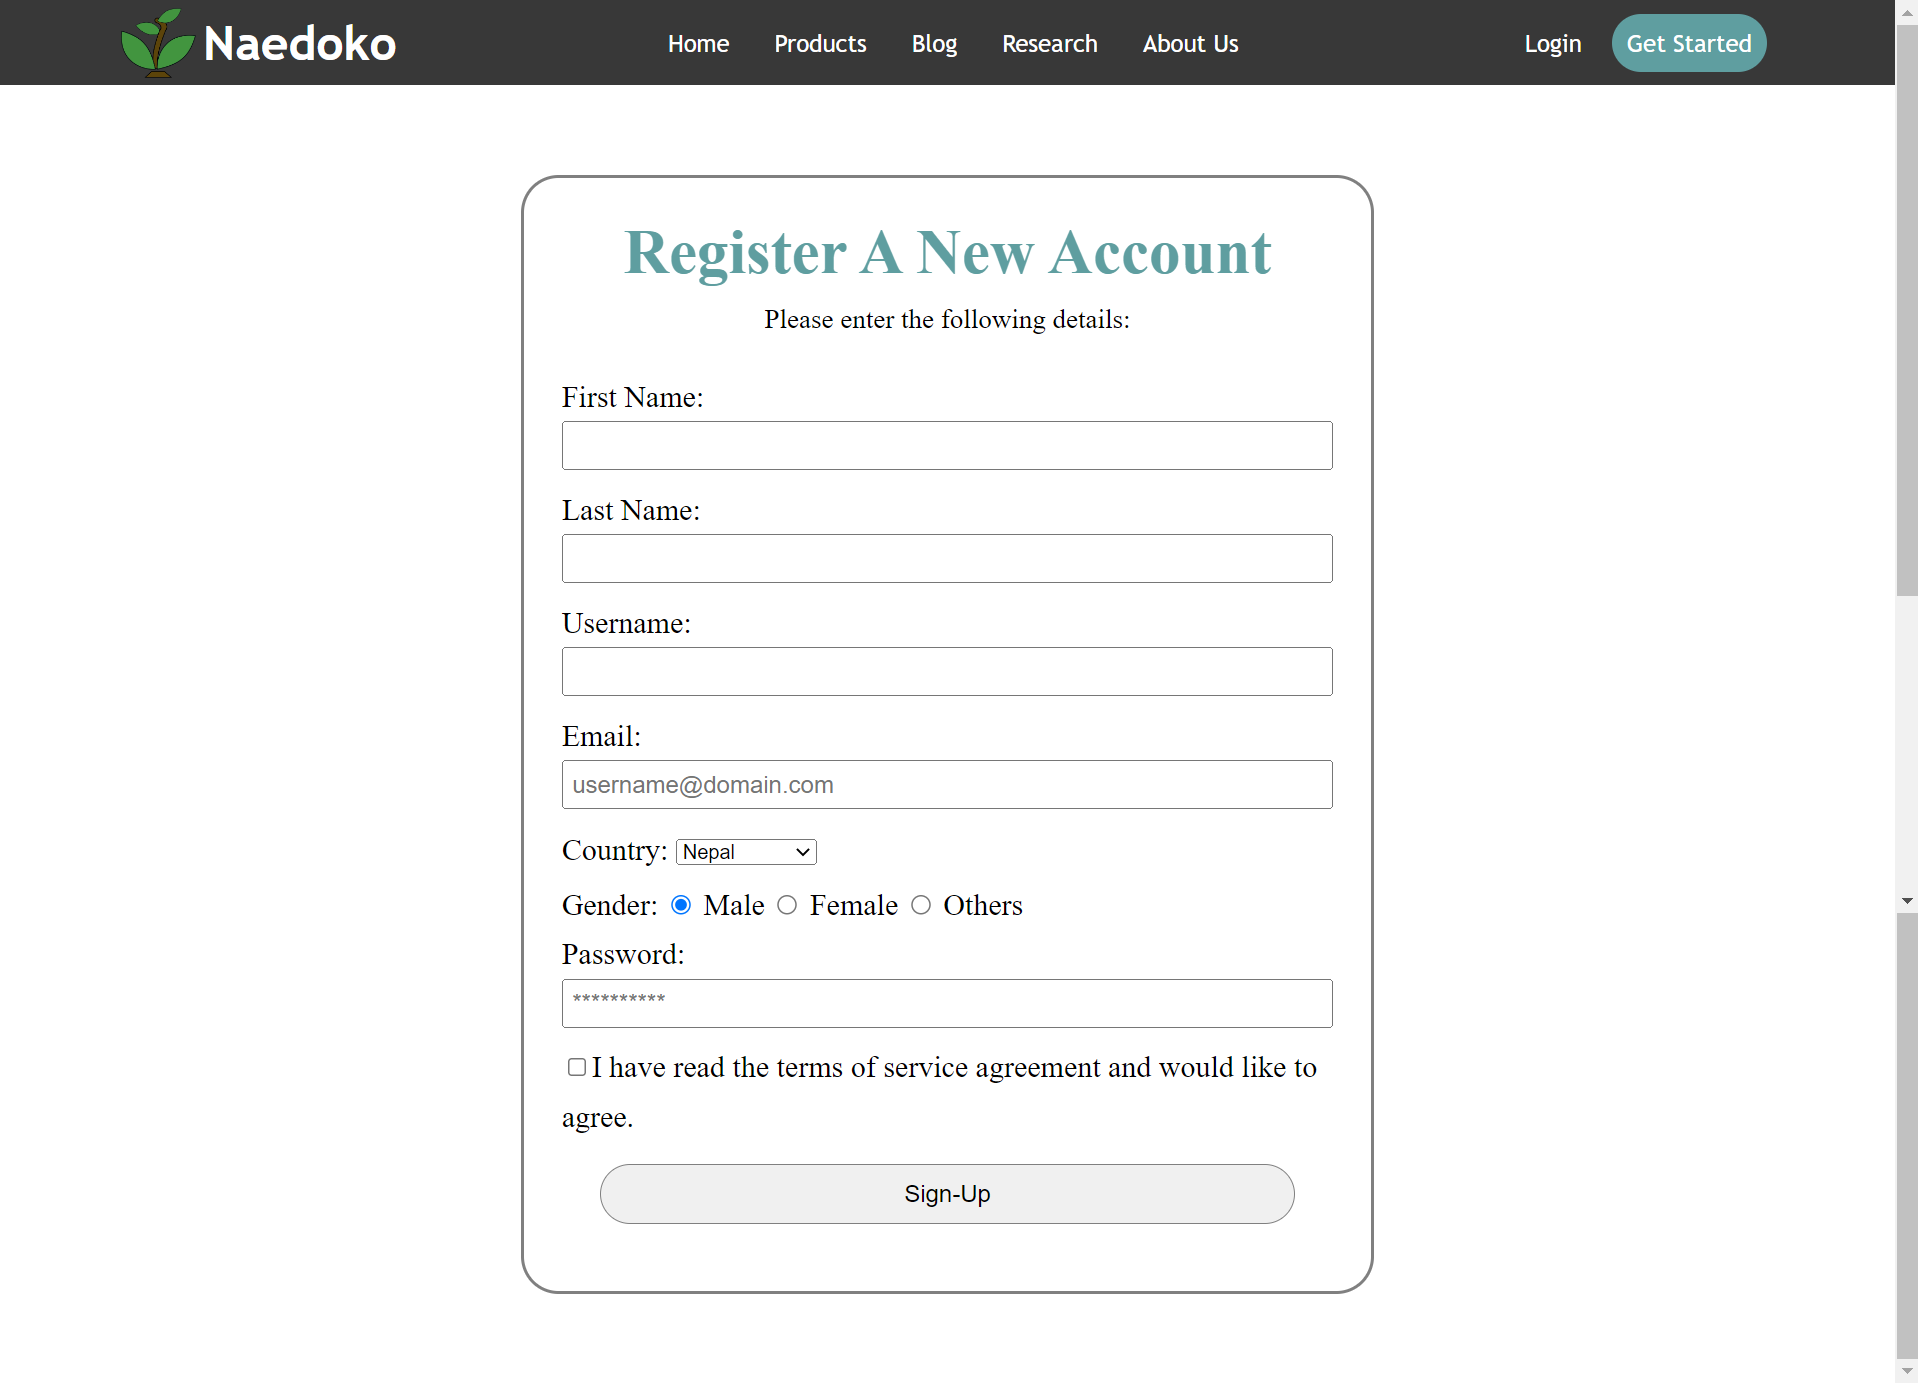 Naedoko
Home Products Blog Research About Us
Login Get Started
Register A New Account
Please enter the following details:
First Name:
Last Name:
Username:
Email:
username@domain.com
Country: Nepal
Gender: Male Female Others
Password:
**********
I have read the terms of service agreement and would like to
agree.
Sign-Up